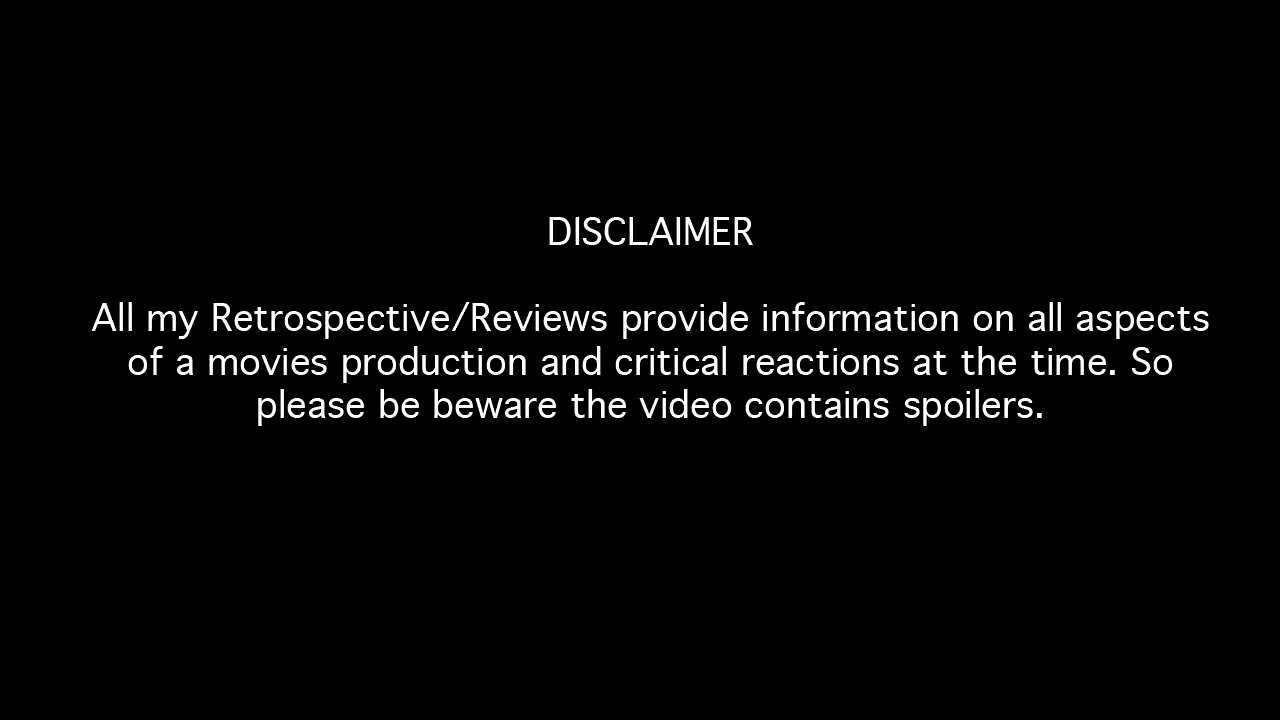 DISCLAIMER
All my Retrospective/Reviews provide information on all aspects
of a movies production and critical reactions at the time. So
please be beware the video contains spoilers.